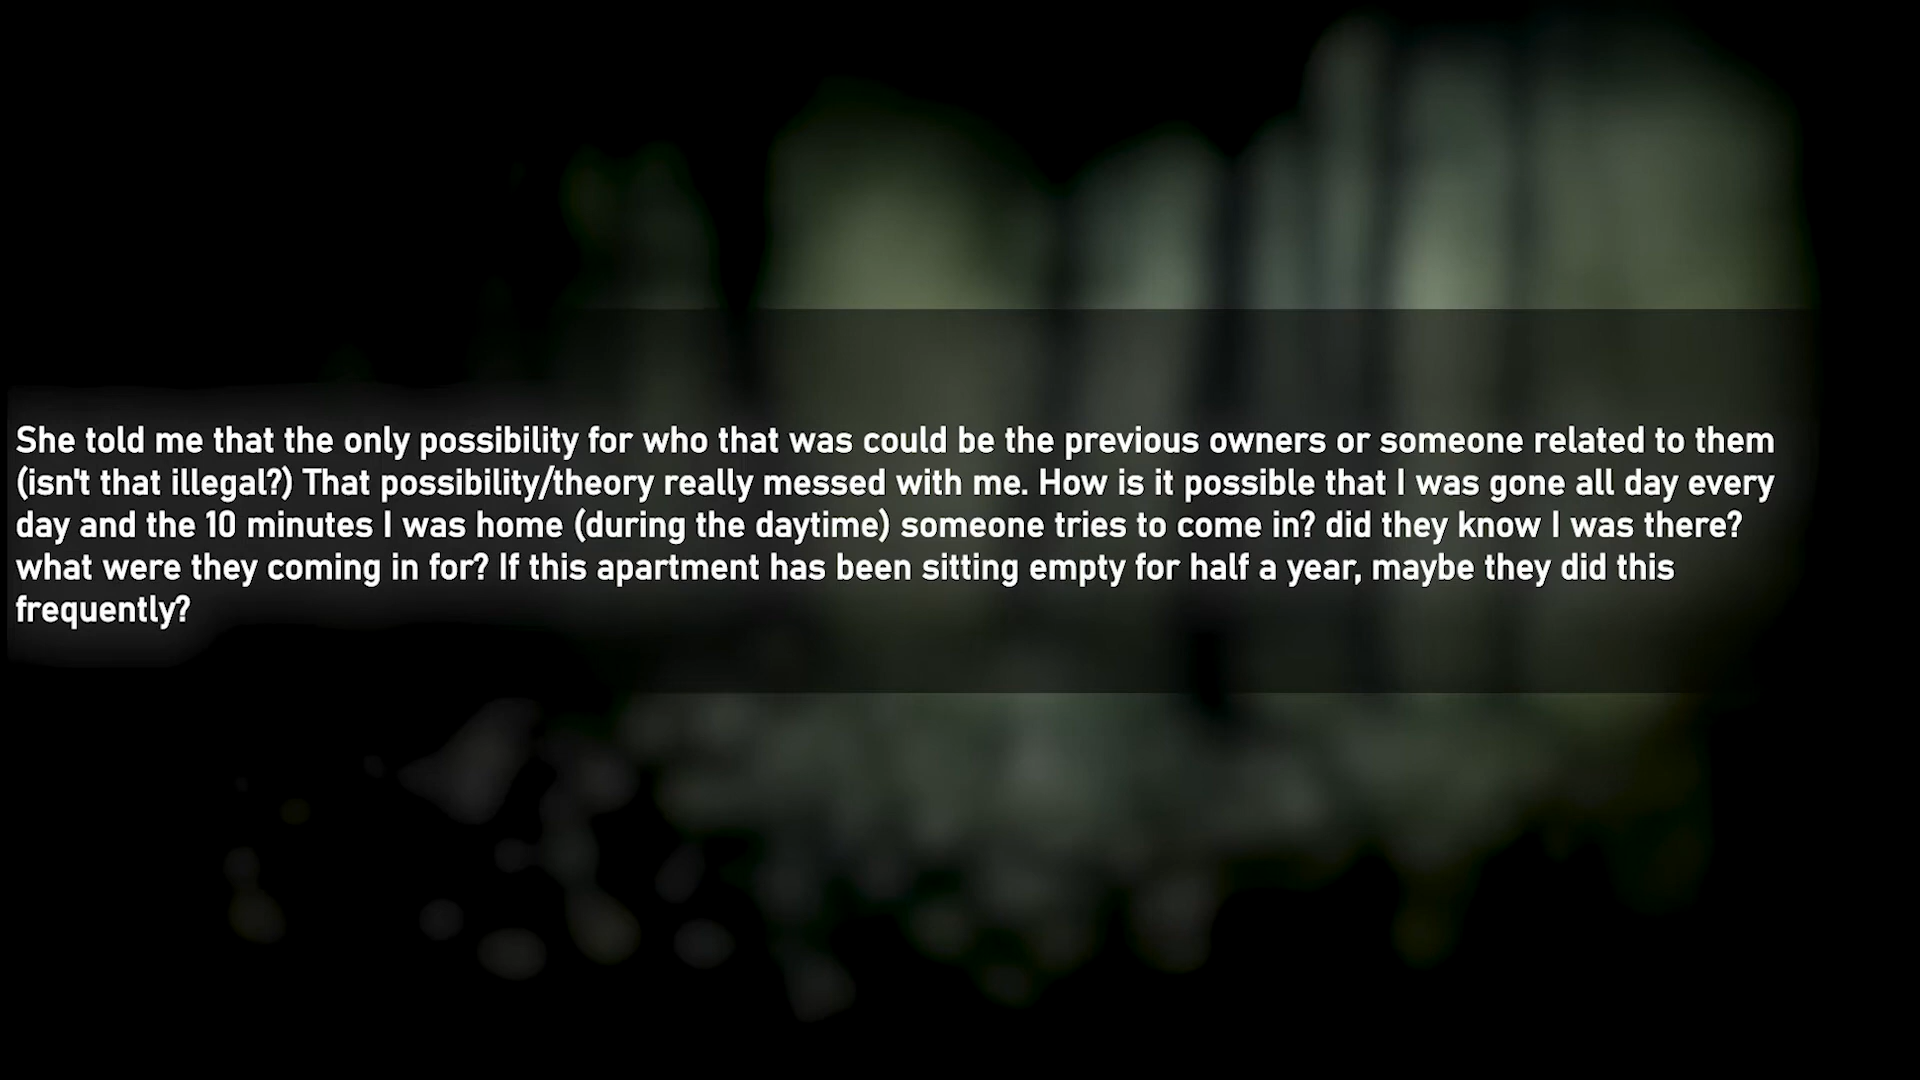 She told me that the only possibility for who that was could be the previous owners or someone related to them
(isn't that illegal?) That possibility/theory really messed with me. How is it possible that I was gone all day every
day and the 10 minutes I was home (during the daytime) someone tries to come in? did they know I was there?
what were they coming in for? If this apartment has been sitting empty for half a year, maybe they did this
frequently?